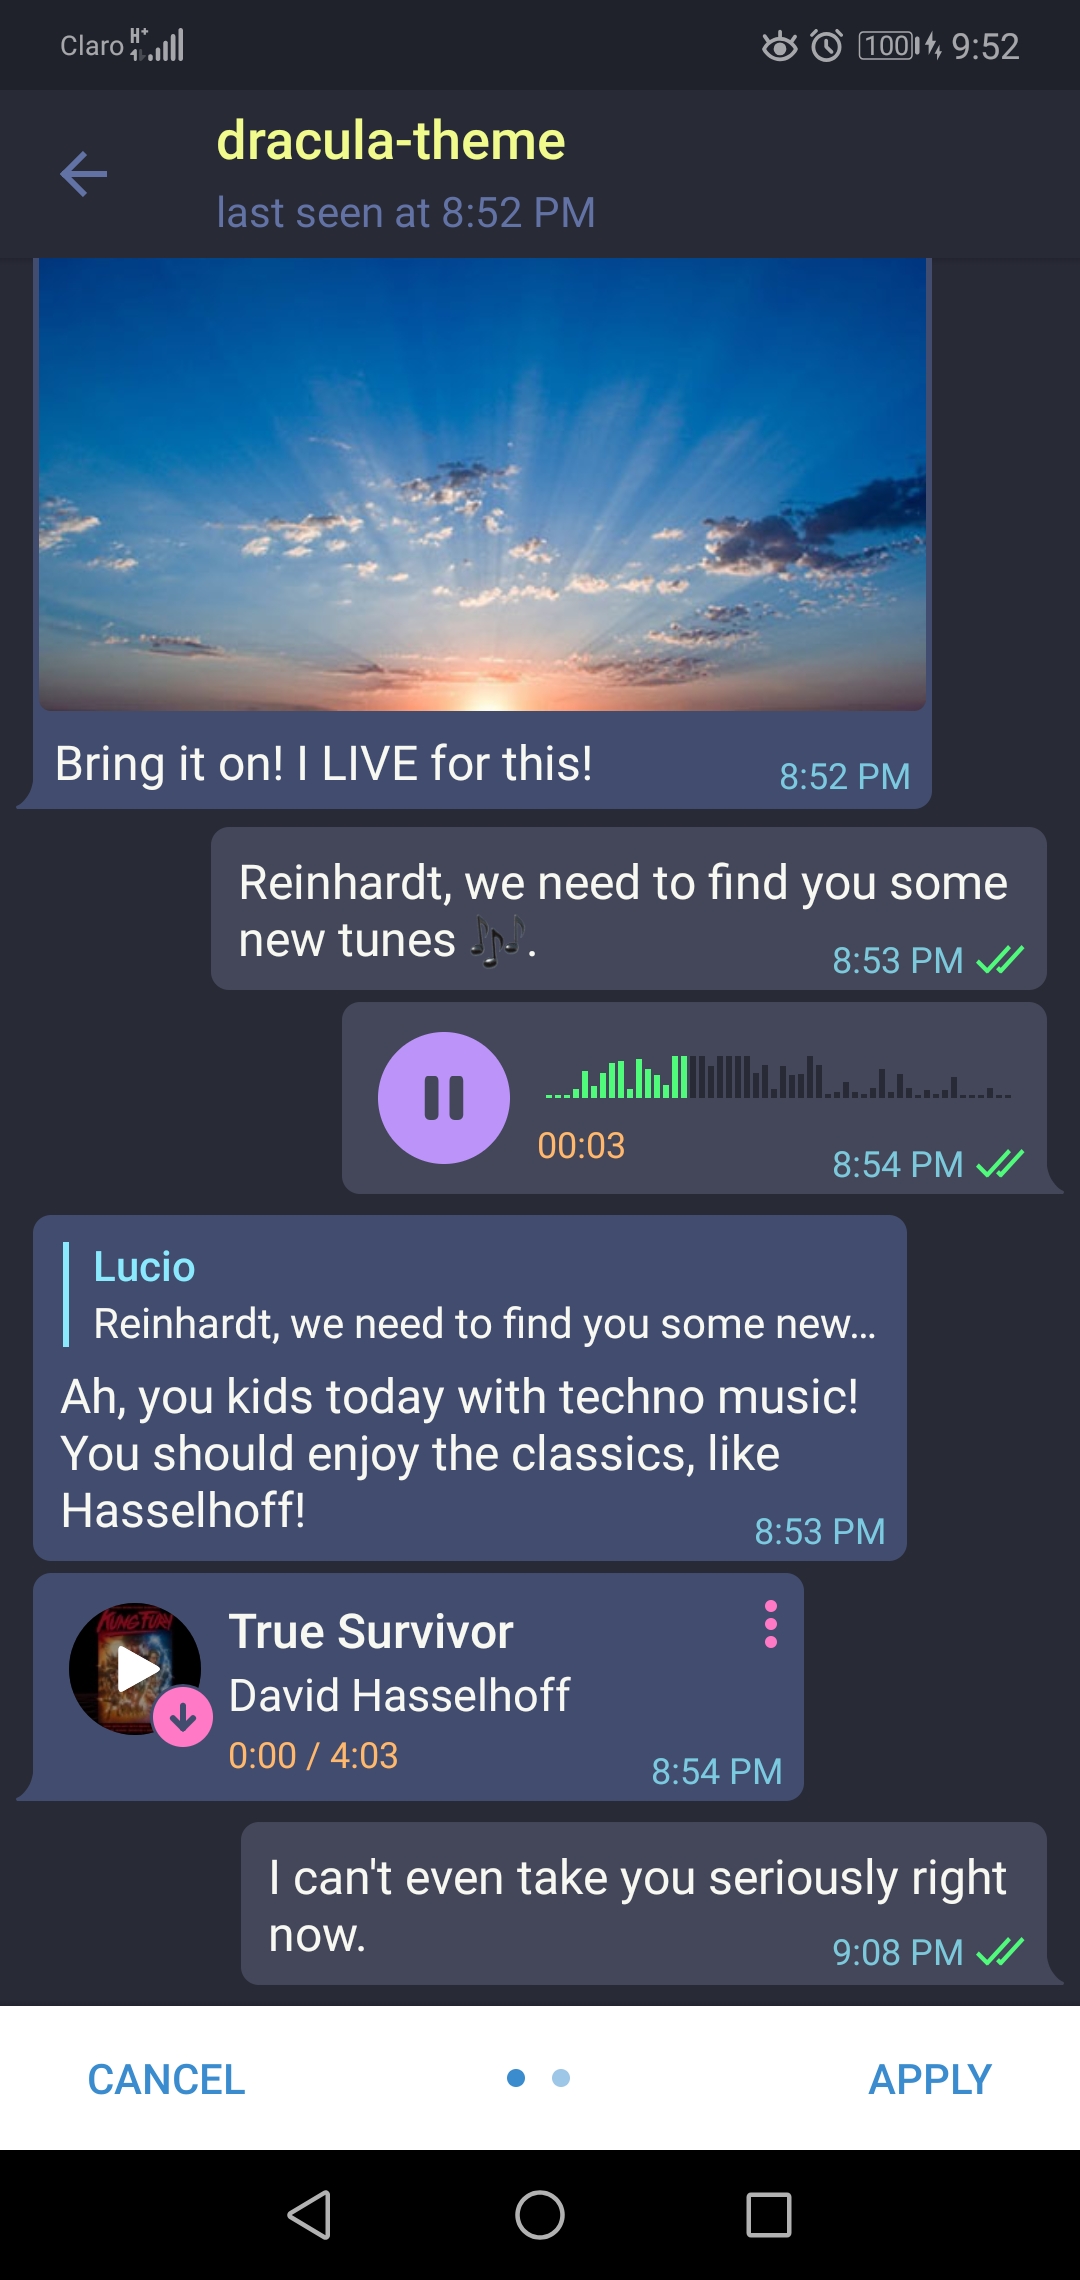 Claro H+ 100 9:52
dracula-theme
last seen at 8:52 PM
Bring it on! I LIVE for this!
8:52 PM
Reinhardt, we need to find you some
new tunes 🎶.
8:53 PM
00:03
8:54 PM
Lucio
Reinhardt, we need to find you some new...
Ah, you kids today with techno music!
You should enjoy the classics, like
Hasselhoff!
8:53 PM
KUNG FURY
True Survivor
David Hasselhoff
0:00 / 4:03
8:54 PM
I can't even take you seriously right
now.
9:08 PM
CANCEL
APPLY